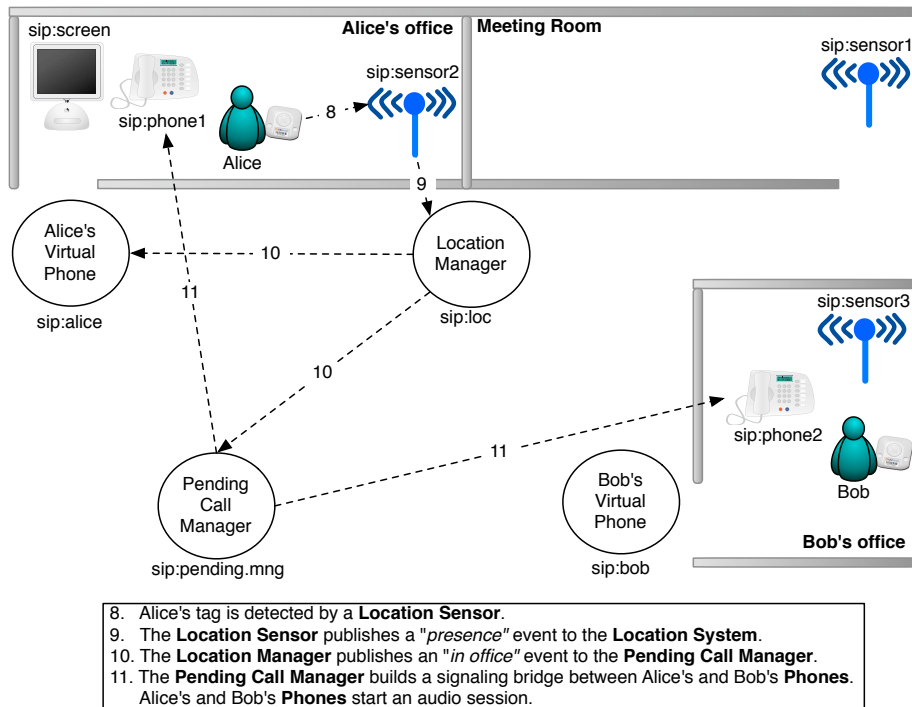 sip:screen
Alice's office
Meeting Room
sip:sensor1
sip:sensor2
sip:phone1
8
Alice
9
Alice's
Virtual
Phone
10
Location
Manager
11
sip:alice
sip:loc
sip:sensor3
10
sip:phone2
11
Pending
Call
Manager
Bob's
Virtual
Phone
Bob
Bob's office
sip:pending.mng
sip:bob
8. Alice's tag is detected by a Location Sensor.
9. The Location Sensor publishes a "presence" event to the Location System.
10. The Location Manager publishes an "in office" event to the Pending Call Manager.
11. The Pending Call Manager builds a signaling bridge between Alice's and Bob's Phones.
Alice's and Bob's Phones start an audio session.